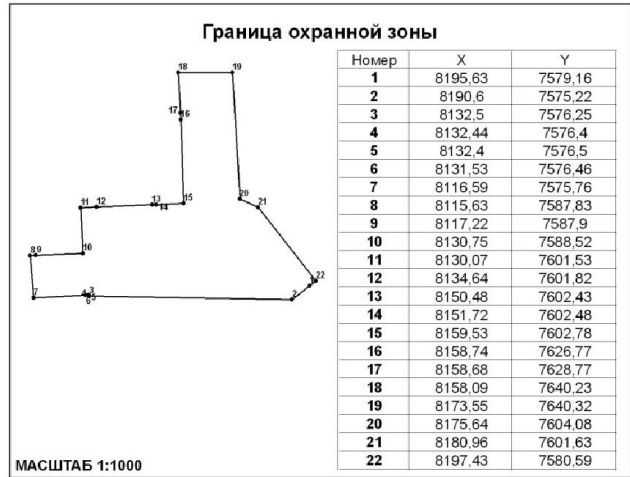 Граница охранной зоны
18 19
17
16
11 12 13 14 15
20
21
8 9
10
22
7
4 3
6 5
2
Номер X Y
1 8195,63 7579,16
2 8190,6 7575,22
3 8132,5 7576,25
4 8132,44 7576,4
5 8132,4 7576,5
6 8131,53 7576,46
7 8116,59 7575,76
8 8115,63 7587,83
9 8117,22 7587,9
10 8130,75 7588,52
11 8130,07 7601,53
12 8134,64 7601,82
13 8150,48 7602,43
14 8151,72 7602,48
15 8159,53 7602,78
16 8158,74 7626,77
17 8158,68 7628,77
18 8158,09 7640,23
19 8173,55 7640,32
20 8175,64 7604,08
21 8180,96 7601,63
22 8197,43 7580,59
МАСШТАБ 1:1000